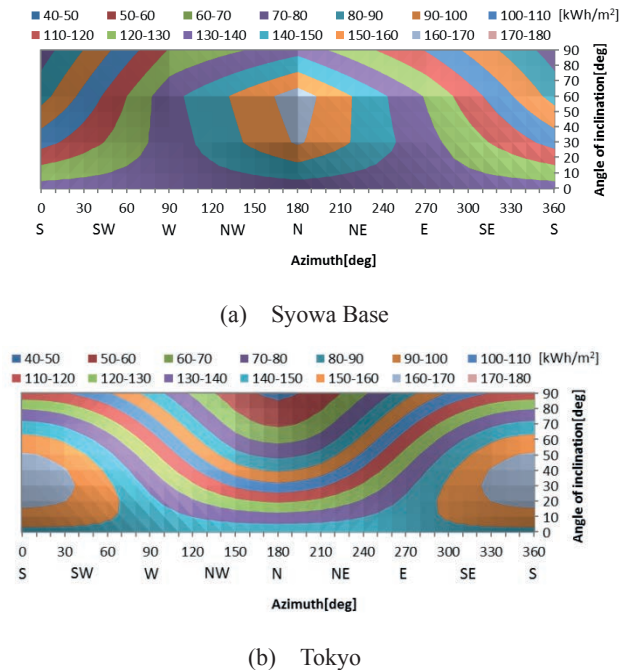 40-50 50-60 60-70 70-80 80-90 90-100 100-110 [kWh/m²]
110-120 120-130 130-140 140-150 150-160 160-170 170-180
90
80
70
60
50
40
30
20
10
0
Angle of inclination[deg]
0 30 60 90 120 150 180 210 240 270 300 330 360
S SW W NW N NE E SE S
Azimuth[deg]
(a) Syowa Base
40-50 50-60 60-70 70-80 80-90 90-100 100-110 [kWh/m²]
110-120 120-130 130-140 140-150 150-160 160-170 170-180
90
80
70
60
50
40
30
20
10
0
Angle of inclination[deg]
0 30 60 90 120 150 180 210 240 270 300 330 360
S SW W NW N NE E SE S
Azimuth[deg]
(b) Tokyo